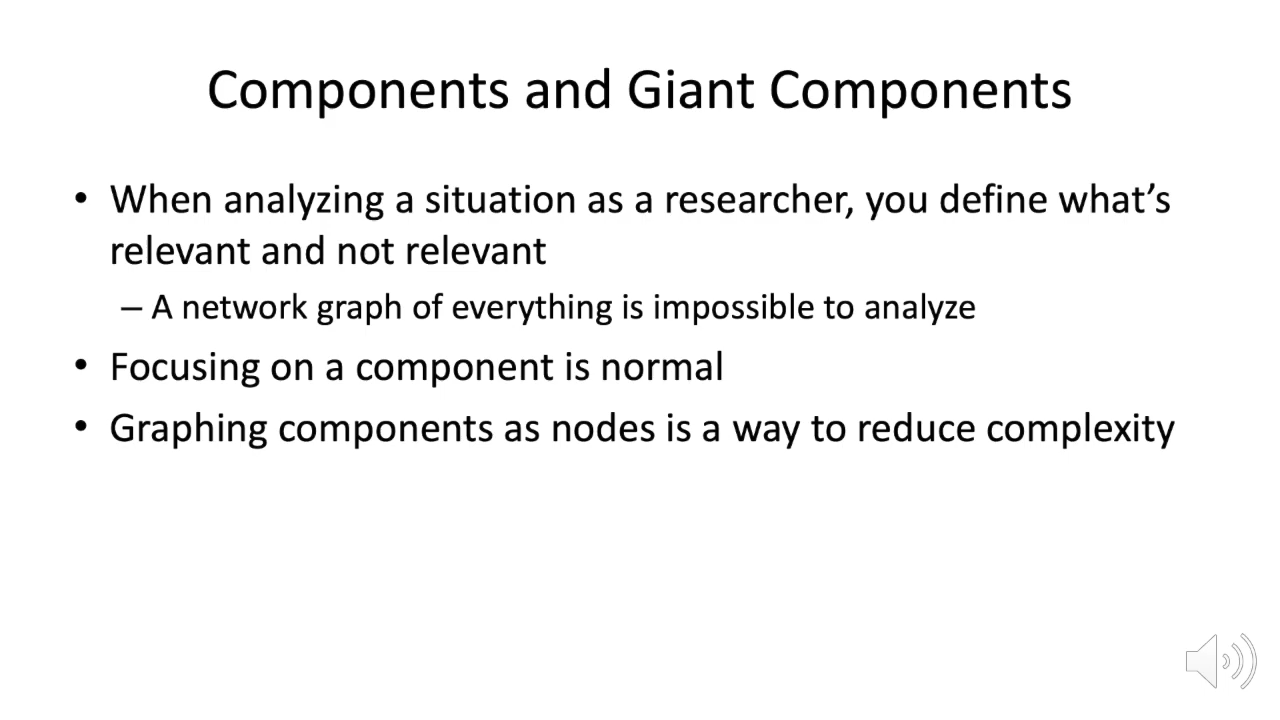 Components and Giant Components
• When analyzing a situation as a researcher, you define what’s
relevant and not relevant
– A network graph of everything is impossible to analyze
• Focusing on a component is normal
• Graphing components as nodes is a way to reduce complexity